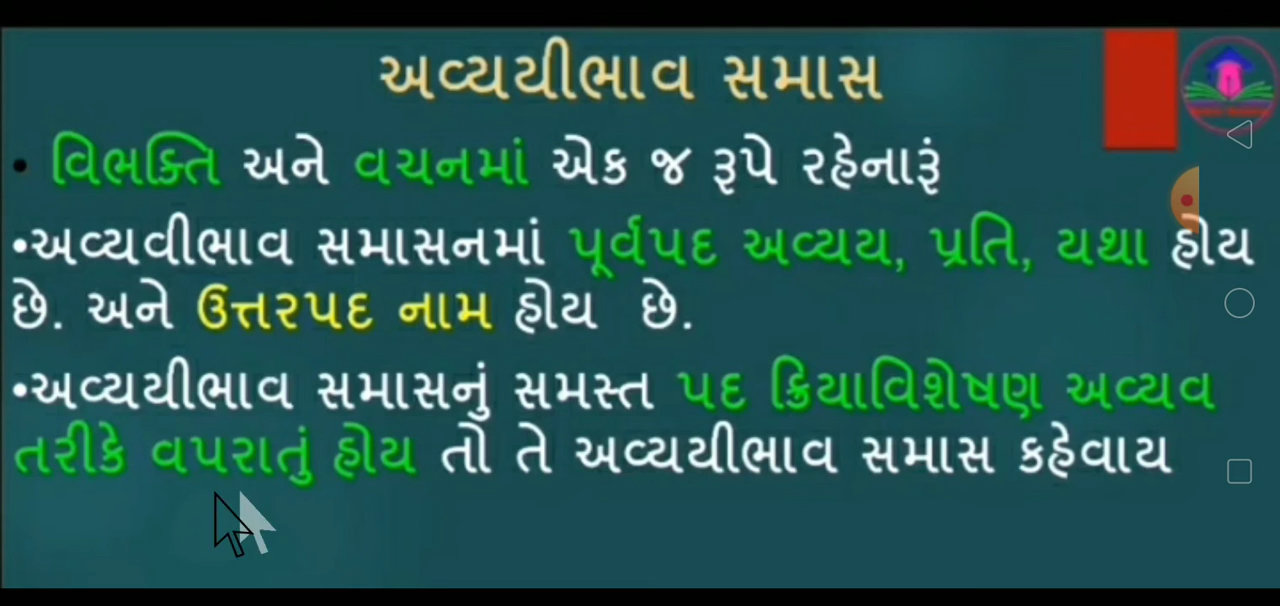 અવ્યયીભાવ સમાસ
• વિભક્તિ અને વચનમાં એક જ રૂપે રહેનારૂં
•અવ્યવીભાવ સમાસનમાં પૂર્વપદ અવ્યય, પ્રતિ, યથા હોય
છે. અને ઉત્તરપદ નામ હોય છે.
•અવ્યયીભાવ સમાસનું સમસ્ત પદ ક્રિયાવિશેષણ અવ્યવ
તરીકે વપરાતું હોય તો તે અવ્યયીભાવ સમાસ કહેવાય